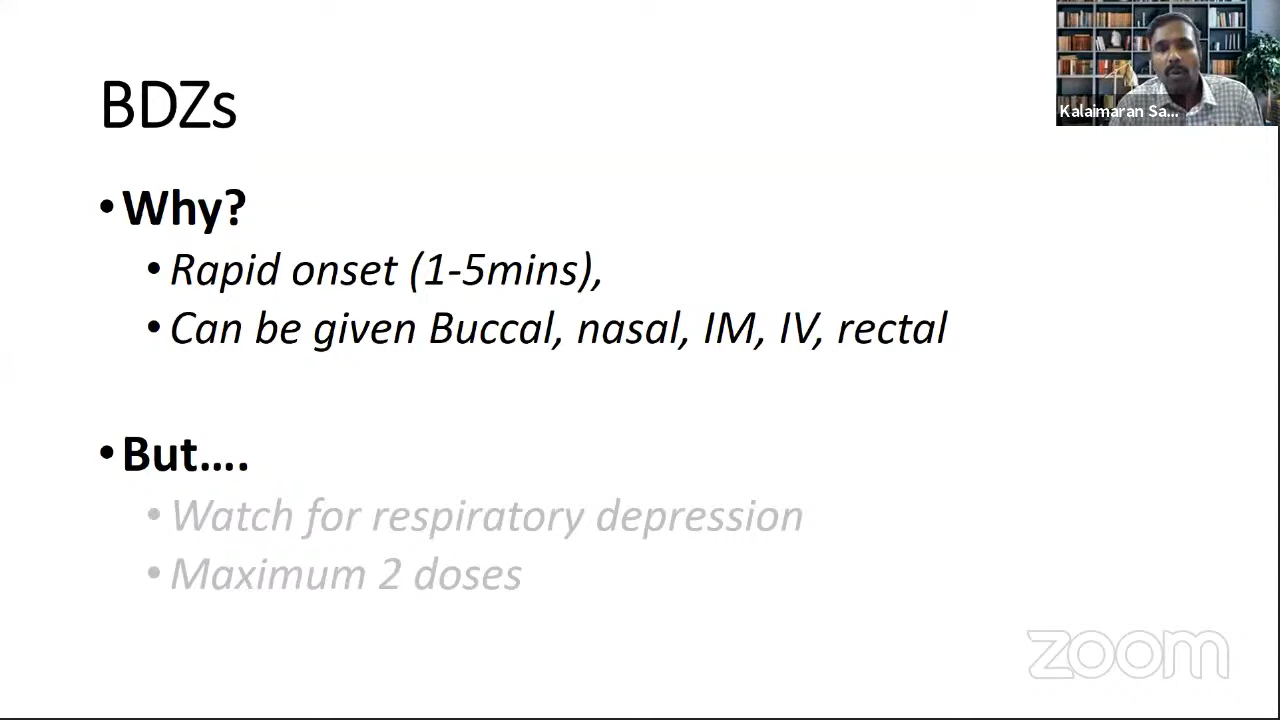 BDZs
Kalaimaran Sa...
• Why?
• Rapid onset (1-5mins),
• Can be given Buccal, nasal, IM, IV, rectal
• But....
• Watch for respiratory depression
• Maximum 2 doses
zoom